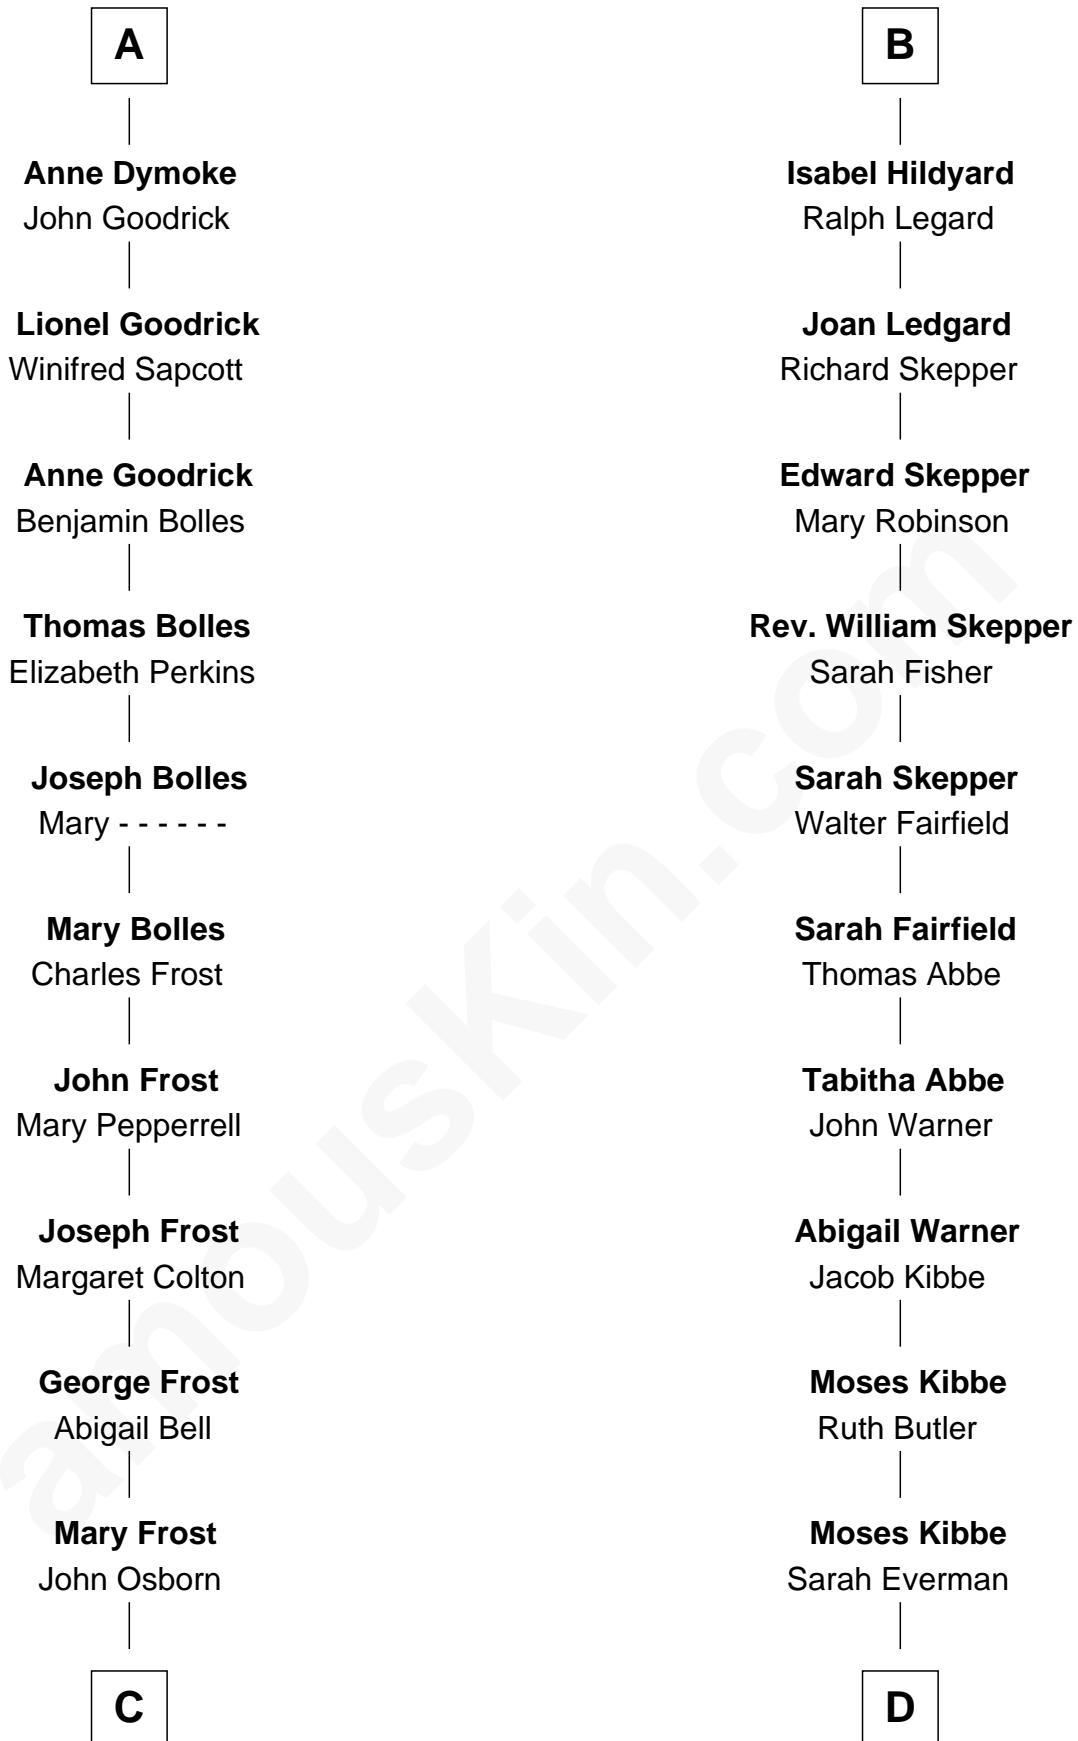 A
Anne Dymoke
John Goodrick
Lionel Goodrick
Winifred Sapcott
Anne Goodrick
Benjamin Bolles
Thomas Bolles
Elizabeth Perkins
Joseph Bolles
Mary - - - - - -
Mary Bolles
Charles Frost
John Frost
Mary Pepperrell
Joseph Frost
Margaret Colton
George Frost
Abigail Bell
Mary Frost
John Osborn
C
B
Isabel Hildyard
Ralph Legard
Joan Ledgard
Richard Skepper
Edward Skepper
Mary Robinson
Rev. William Skepper
Sarah Fisher
Sarah Skepper
Walter Fairfield
Sarah Fairfield
Thomas Abbe
Tabitha Abbe
John Warner
Abigail Warner
Jacob Kibbe
Moses Kibbe
Ruth Butler
Moses Kibbe
Sarah Everman
D
amousKin.com